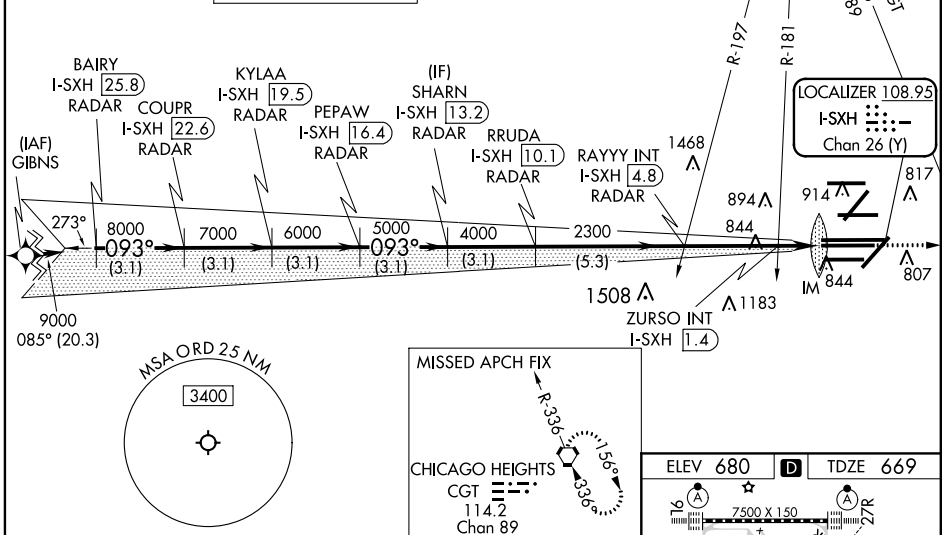 R-197
R-181
89
CGT
BAIRY
I-SXH 25.8
RADAR
COUPR
I-SXH 22.6
RADAR
KYLAA
I-SXH 19.5
RADAR
PEPAW
I-SXH 16.4
RADAR
(IF)
SHARN
I-SXH 13.2
RADAR
RRUDA
I-SXH 10.1
RADAR
RAYYY INT
I-SXH 4.8
RADAR
1468
LOCALIZER 108.95
I-SXH
Chan 26 (Y)
(IAF)
GIBNS
273°
8000
093°
(3.1)
7000
(3.1)
6000
(3.1)
5000
093°
(3.1)
4000
(3.1)
2300
(5.3)
894
844
914
817
IM
844
807
1508
1183
ZURSO INT
I-SXH 1.4
9000
085° (20.3)
MSA ORD 25 NM
3400
MISSED APCH FIX
R-336
156°
336°
CHICAGO HEIGHTS
CGT
114.2
Chan 89
ELEV 680
D
TDZE 669
A
A
9L
7500 X 150
27R